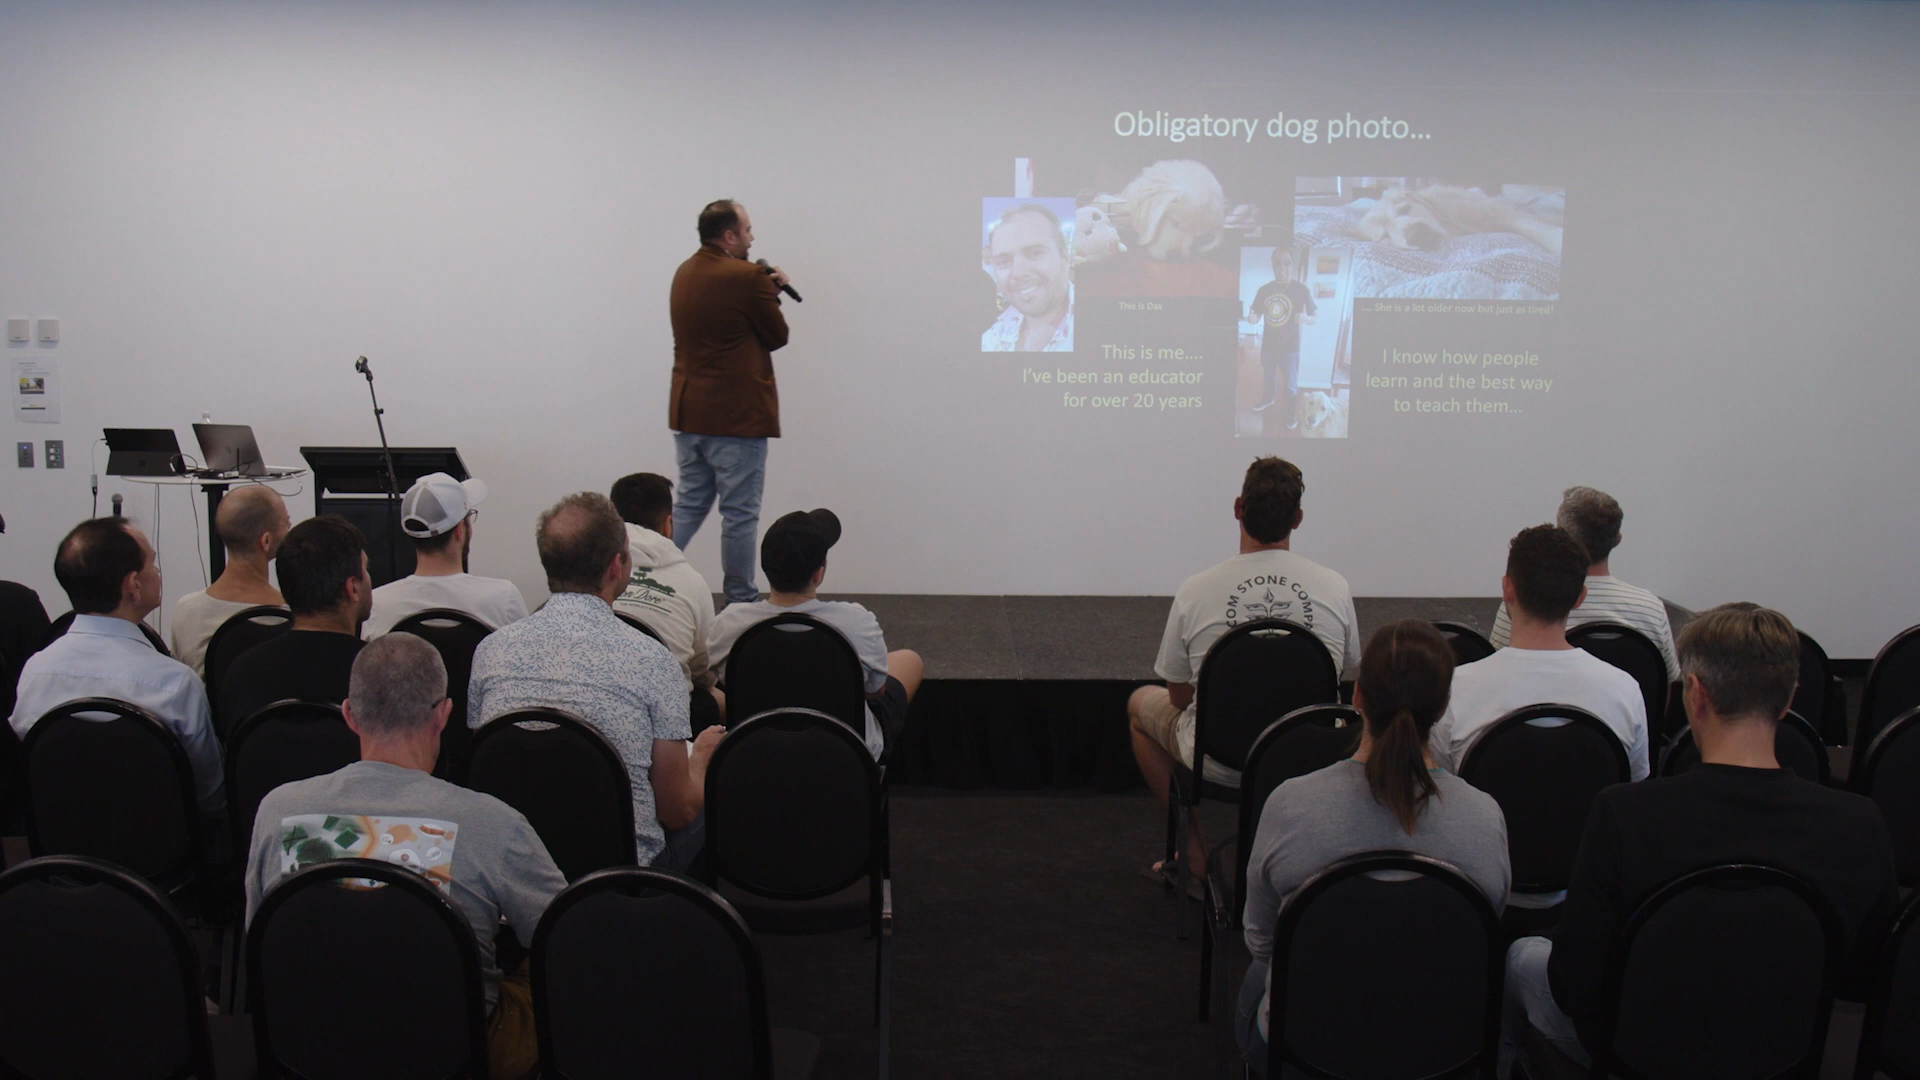 Obligatory dog photo...
This is Dax
.... She is a lot older now but just as tired!
This is me....
I've been an educator
for over 20 years
I know how people
learn and the best way
to teach them...
COM STONE COMPA